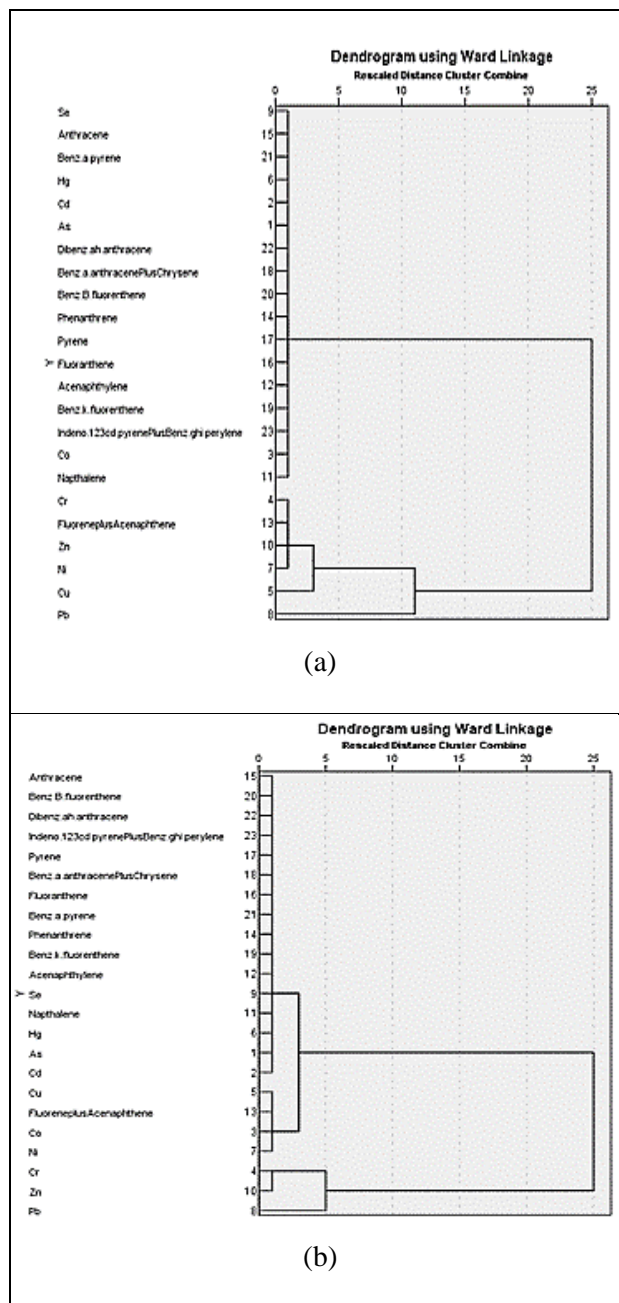 Dendrogram using Ward Linkage
Rescaled Distance Cluster Combine
0 5 10 15 20 25
Se 9
Anthracene 15
Benz.a.pyrene 21
Hg 6
Cd 2
As 1
Dibenz.ah.anthracene 22
Benz.a.anthracenePlusChrysene 18
Benz.B.fluorenthene 20
Phenanthrene 14
Pyrene 17
Y Fluoranthene 16
Acenaphthylene 12
Benz.k.fluorenthene 19
Indeno.123cd.pyrenePlusBenz.ghi.perylene 23
Co 3
Napthalene 11
Cr 4
FluoreneplusAcenaphthene 13
Zn 10
Ni 7
Cu 5
Pb 8
(a)
Dendrogram using Ward Linkage
Rescaled Distance Cluster Combine
0 5 10 15 20 25
Anthracene 15
Benz.B.fluorenthene 20
Dibenz.ah.anthracene 22
Indeno.123cd.pyrenePlusBenz.ghi.perylene 23
Pyrene 17
Benz.a.anthracenePlusChrysene 18
Fluoranthene 16
Benz.a.pyrene 21
Phenanthrene 14
Benz.k.fluorenthene 19
Acenaphthylene 12
Y Se 9
Napthalene 11
Hg 6
As 1
Cd 2
Cu 5
FluoreneplusAcenaphthene 13
Co 3
Ni 7
Cr 4
Zn 10
Pb 8
(b)